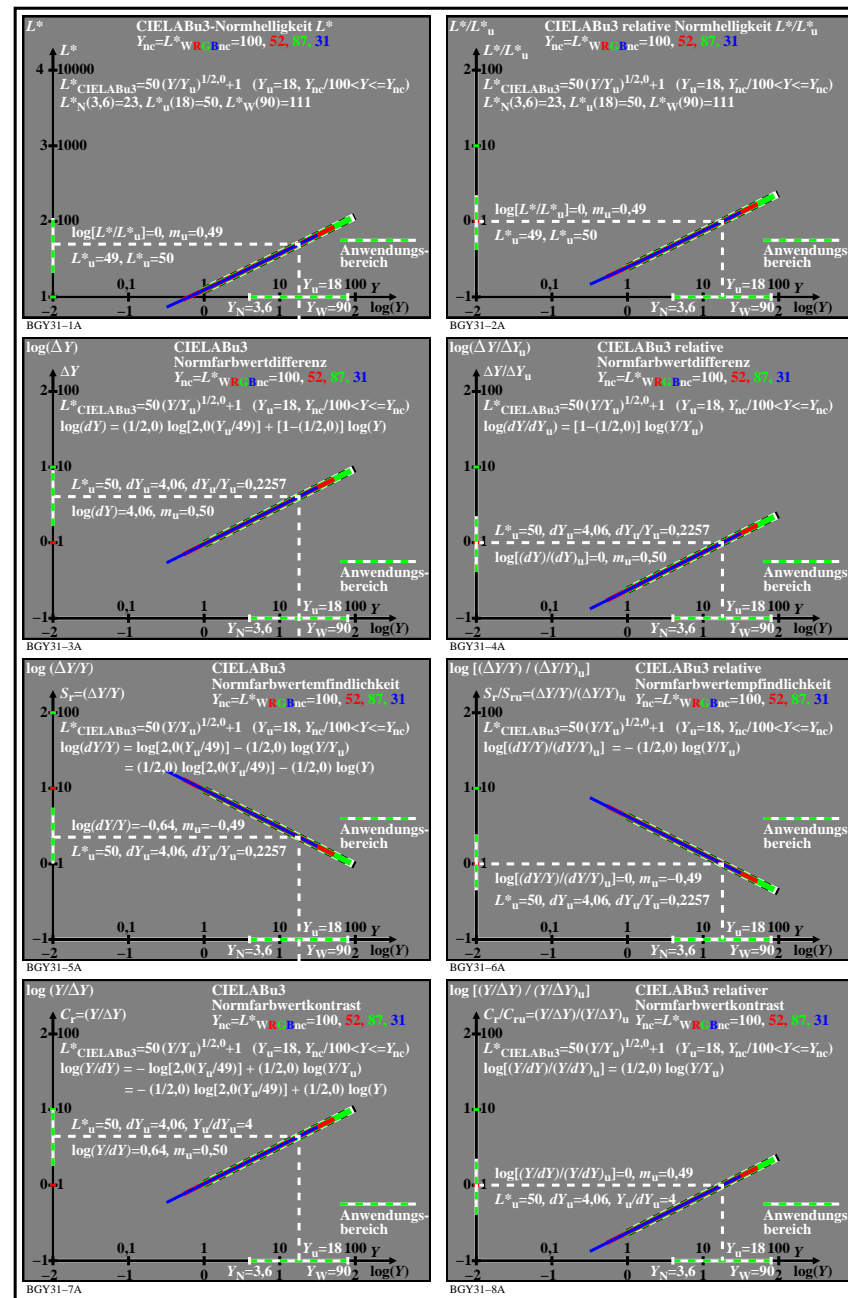 L*
CIELABu3-Normhelligkeit L*
Ync=L*WRGBnc=100, 52, 87, 31
L*
4 10000
L*CIELABu3=50(Y/Yu)1/2,0+1 (Yu=18, Ync/100<Y<=Ync)
L*N(3,6)=23, L*u(18)=50, L*W(90)=111
3 1000
2 100
log[L*/L*u]=0, mu=0,49
L*u=49, L*u=50
Anwendungs-
bereich
0,1 1 10 Yu=18 100 Y
−2 −1 0 YN=3,6 1 YW=90 2 log(Y)
BGY31−1A
L*/L*u
CIELABu3 relative Normhelligkeit L*/L*u
Ync=L*WRGBnc=100, 52, 87, 31
L*/L*u
2 100
L*CIELABu3=50(Y/Yu)1/2,0+1 (Yu=18, Ync/100<Y<=Ync)
L*N(3,6)=23, L*u(18)=50, L*W(90)=111
1 10
0 1
log[L*/L*u]=0, mu=0,49
L*u=49, L*u=50
Anwendungs-
bereich
−1 0,1 1 10 Yu=18 100 Y
−2 −1 0 YN=3,6 1 YW=90 2 log(Y)
BGY31−2A
log(ΔY)
CIELABu3
Normfarbwertdifferenz
ΔY
Ync=L*WRGBnc=100, 52, 87, 31
2 100
L*CIELABu3=50(Y/Yu)1/2,0+1 (Yu=18, Ync/100<Y<=Ync)
log(dY) = (1/2,0) log[2,0(Yu/49)] + [1-(1/2,0)] log(Y)
1 10
L*u=50, dYu=4,06, dYu/Yu=0,2257
log(dY)=4,06, mu=0,50
0 1
Anwendungs-
bereich
−1 0,1 1 10 Yu=18 100 Y
−2 −1 0 YN=3,6 1 YW=90 2 log(Y)
BGY31−3A
log(ΔY/ΔYu)
CIELABu3 relative
Normfarbwertdifferenz
ΔY/ΔYu
Ync=L*WRGBnc=100, 52, 87, 31
2 100
L*CIELABu3=50(Y/Yu)1/2,0+1 (Yu=18, Ync/100<Y<=Ync)
log(dY/dYu) = [1-(1/2,0)] log(Y/Yu)
1 10
L*u=50, dYu=4,06, dYu/Yu=0,2257
0 1
log[(dY)/(dY)u]=0, mu=0,50
Anwendungs-
bereich
−1 0,1 1 10 Yu=18 100 Y
−2 −1 0 YN=3,6 1 YW=90 2 log(Y)
BGY31−4A
log (ΔY/Y)
CIELABu3
Normfarbwertemfindlichkeit
Sr=(ΔY/Y)
Ync=L*WRGBnc=100, 52, 87, 31
2 100
L*CIELABu3=50(Y/Yu)1/2,0+1 (Yu=18, Ync/100<Y<=Ync)
log(dY/Y) = log[2,0(Yu/49)] − (1/2,0) log(Y/Yu)
= (1/2,0) log[2,0(Yu/49)] − (1/2,0) log(Y)
1 10
log(dY/Y)=−0,64, mu=−0,49
L*u=50, dYu=4,06, dYu/Yu=0,2257
0 1
Anwendungs-
bereich
−1 0,1 1 10 Yu=18 100 Y
−2 −1 0 YN=3,6 1 YW=90 2 log(Y)
BGY31−5A
log [(ΔY/Y) / (ΔY/Y)u]
CIELABu3 relative
Normfarbwertempfindlichkeit
Sr/Sru=(ΔY/Y)/(ΔY/Y)u
Ync=L*WRGBnc=100, 52, 87, 31
2 100
L*CIELABu3=50(Y/Yu)1/2,0+1 (Yu=18, Ync/100<Y<=Ync)
log[(dY/Y)/(dY/Y)u] = − (1/2,0) log(Y/Yu)
1 10
0 1
log[(dY/Y)/(dY/Y)u]=0, mu=−0,49
L*u=50, dYu=4,06, dYu/Yu=0,2257
Anwendungs-
bereich
−1 0,1 1 10 Yu=18 100 Y
−2 −1 0 YN=3,6 1 YW=90 2 log(Y)
BGY31−6A
log (Y/ΔY)
CIELABu3
Normfarbwertkontrast
Cr=(Y/ΔY)
Ync=L*WRGBnc=100, 52, 87, 31
2 100
L*CIELABu3=50(Y/Yu)1/2,0+1 (Yu=18, Ync/100<Y<=Ync)
log(Y/dY) = − log[2,0(Yu/49)] + (1/2,0) log(Y/Yu)
= − (1/2,0) log[2,0(Yu/49)] + (1/2,0) log(Y)
1 10
L*u=50, dYu=4,06, Yu/dYu=4
log(Y/dY)=0,64, mu=0,50
0 1
Anwendungs-
bereich
−1 0,1 1 10 Yu=18 100 Y
−2 −1 0 YN=3,6 1 YW=90 2 log(Y)
BGY31−7A
log [(Y/ΔY) / (Y/ΔY)u]
CIELABu3 relativer
Normfarbwertkontrast
Cr/Cru=(Y/ΔY)/(Y/ΔY)u
Ync=L*WRGBnc=100, 52, 87, 31
2 100
L*CIELABu3=50(Y/Yu)1/2,0+1 (Yu=18, Ync/100<Y<=Ync)
log[(Y/dY)/(Y/dY)u] = (1/2,0) log(Y/Yu)
1 10
log[(Y/dY)/(Y/dY)u]=0, mu=0,49
0 1
L*u=50, dYu=4,06, Yu/dYu=4
Anwendungs-
bereich
−1 0,1 1 10 Yu=18 100 Y
−2 −1 0 YN=3,6 1 YW=90 2 log(Y)
BGY31−8A